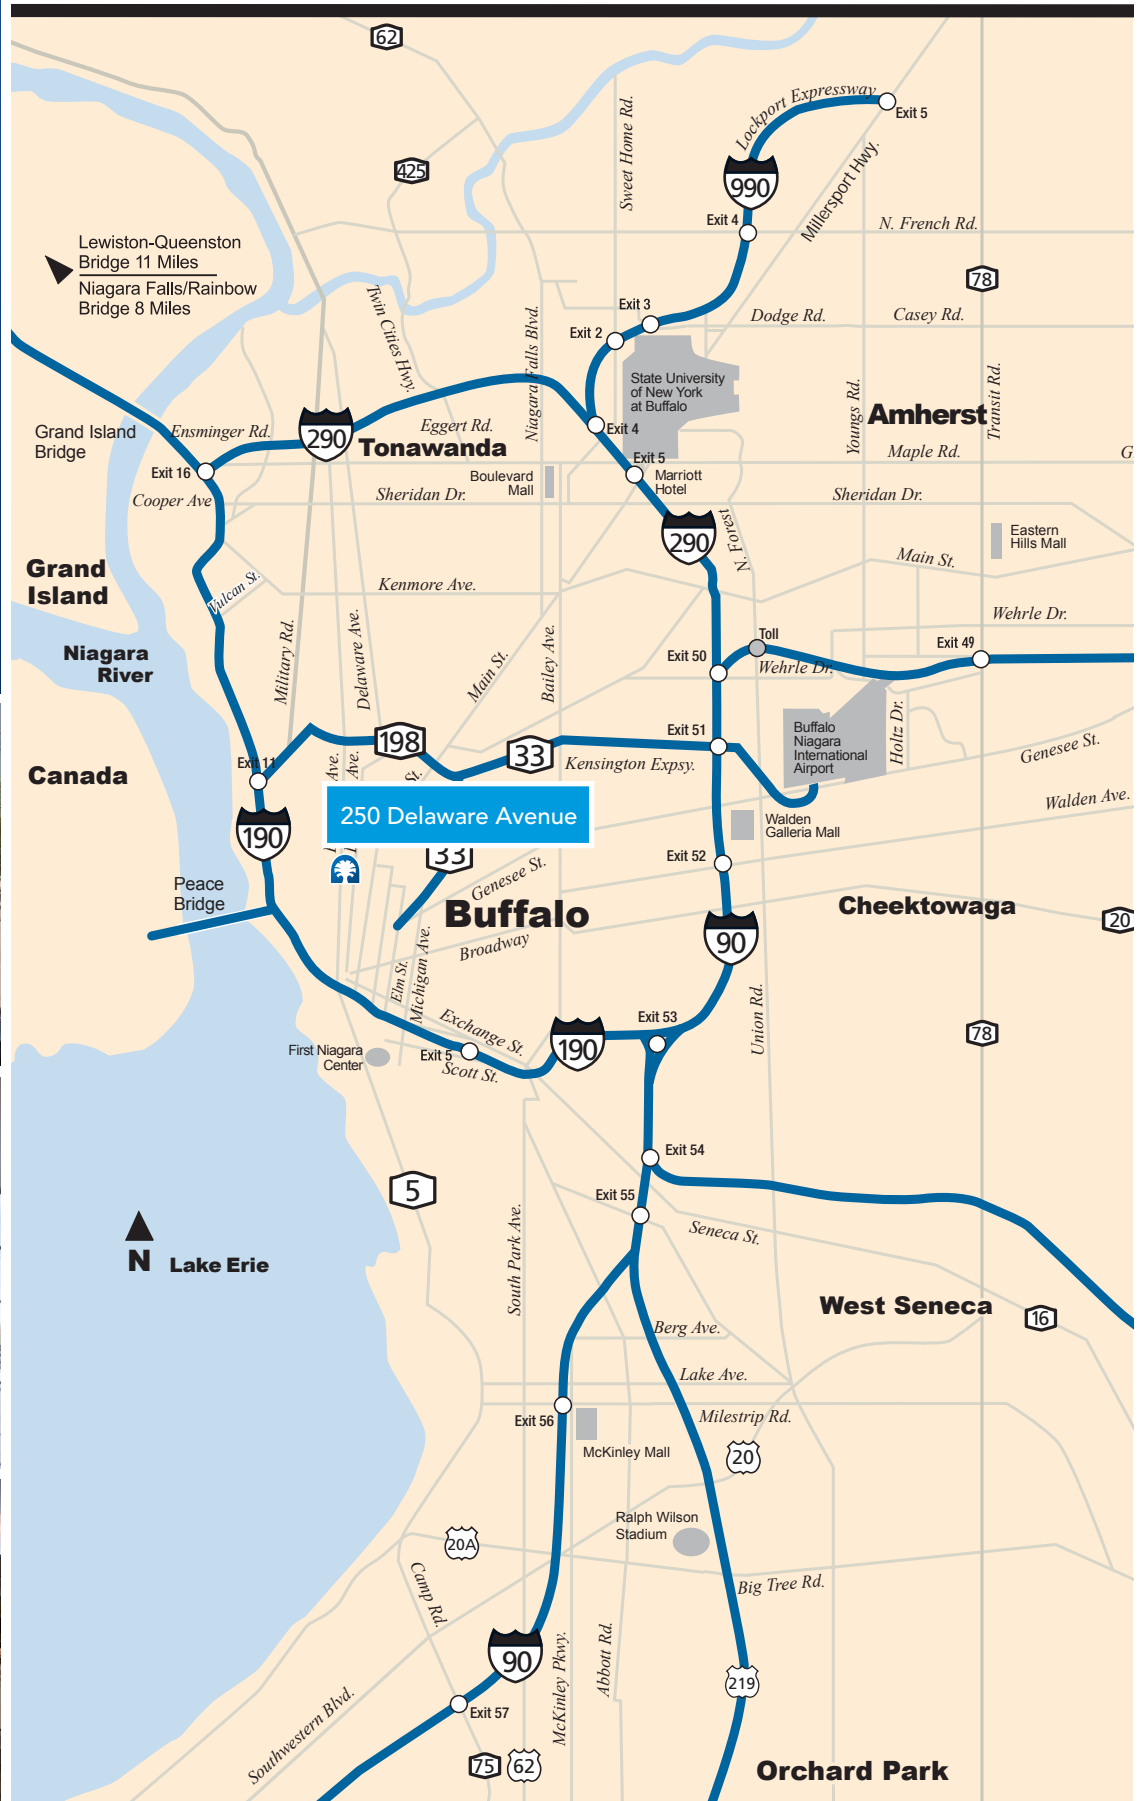 62
Lockport Expressway
Exit 5
Sweet Home Rd.
425
990
Millersport Hwy.
Exit 4
N. French Rd.
Lewiston-Queenston
Bridge 11 Miles
Niagara Falls/Rainbow
Bridge 8 Miles
78
Twin Cities Hwy.
Niagara Falls Blvd.
Exit 3
Exit 2
Dodge Rd.
Casey Rd.
State University
of New York
at Buffalo
Youngs Rd.
Transit Rd.
Amherst
Grand Island
Bridge
Ensminger Rd.
290
Eggert Rd.
Tonawanda
Exit 4
Exit 5
Maple Rd.
G
Exit 16
Cooper Ave
Boulevard
Mall
Marriott
Hotel
Sheridan Dr.
Sheridan Dr.
290
N. Forest
Eastern
Hills Mall
Main St.
Grand
Island
Vulcan St.
Kenmore Ave.
Wehrle Dr.
Niagara
River
Military Rd.
Delaware Ave.
Main St.
Bailey Ave.
Toll
Exit 50
Wehrle Dr.
Exit 49
198
33
Exit 51
Kensington Expsy.
Buffalo
Niagara
International
Airport
Holtz Dr.
Genesee St.
Canada
Exit 11
Ave.
Ave.
St.
250 Delaware Avenue
Walden Ave.
Walden
Galleria Mall
190
33
Exit 52
Genesee St.
Peace
Bridge
Buffalo
Cheektowaga
20
90
Broadway
Elm St.
Michigan Ave.
Union Rd.
Exchange St.
190
Exit 53
78
First Niagara
Center
Exit 5
Scott St.
Exit 54
5
Exit 55
South Park Ave.
Seneca St.
N
Lake Erie
West Seneca
16
Berg Ave.
Lake Ave.
Exit 56
Milestrip Rd.
McKinley Mall
20
Ralph Wilson
Stadium
20A
Camp Rd.
Big Tree Rd.
90
McKinley Pkwy.
Abbott Rd.
219
Southwestern Blvd.
Exit 57
75
62
Orchard Park